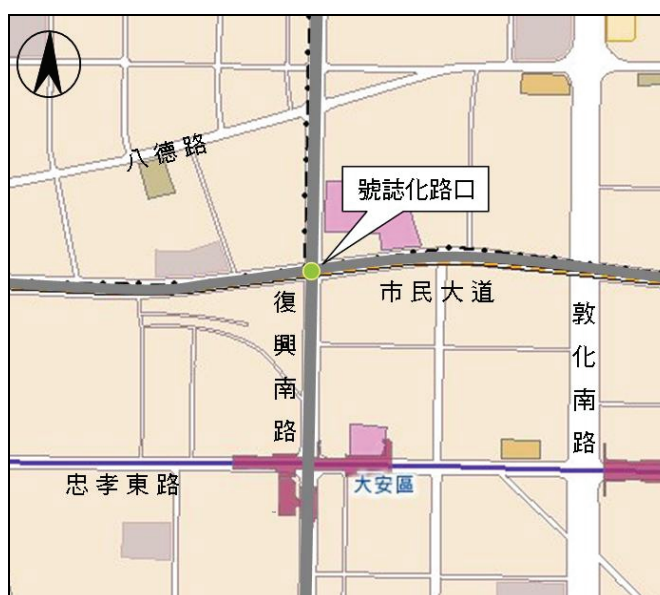 八德路
號誌化路口
市民大道
復興南路
敦化南路
忠孝東路
大安區